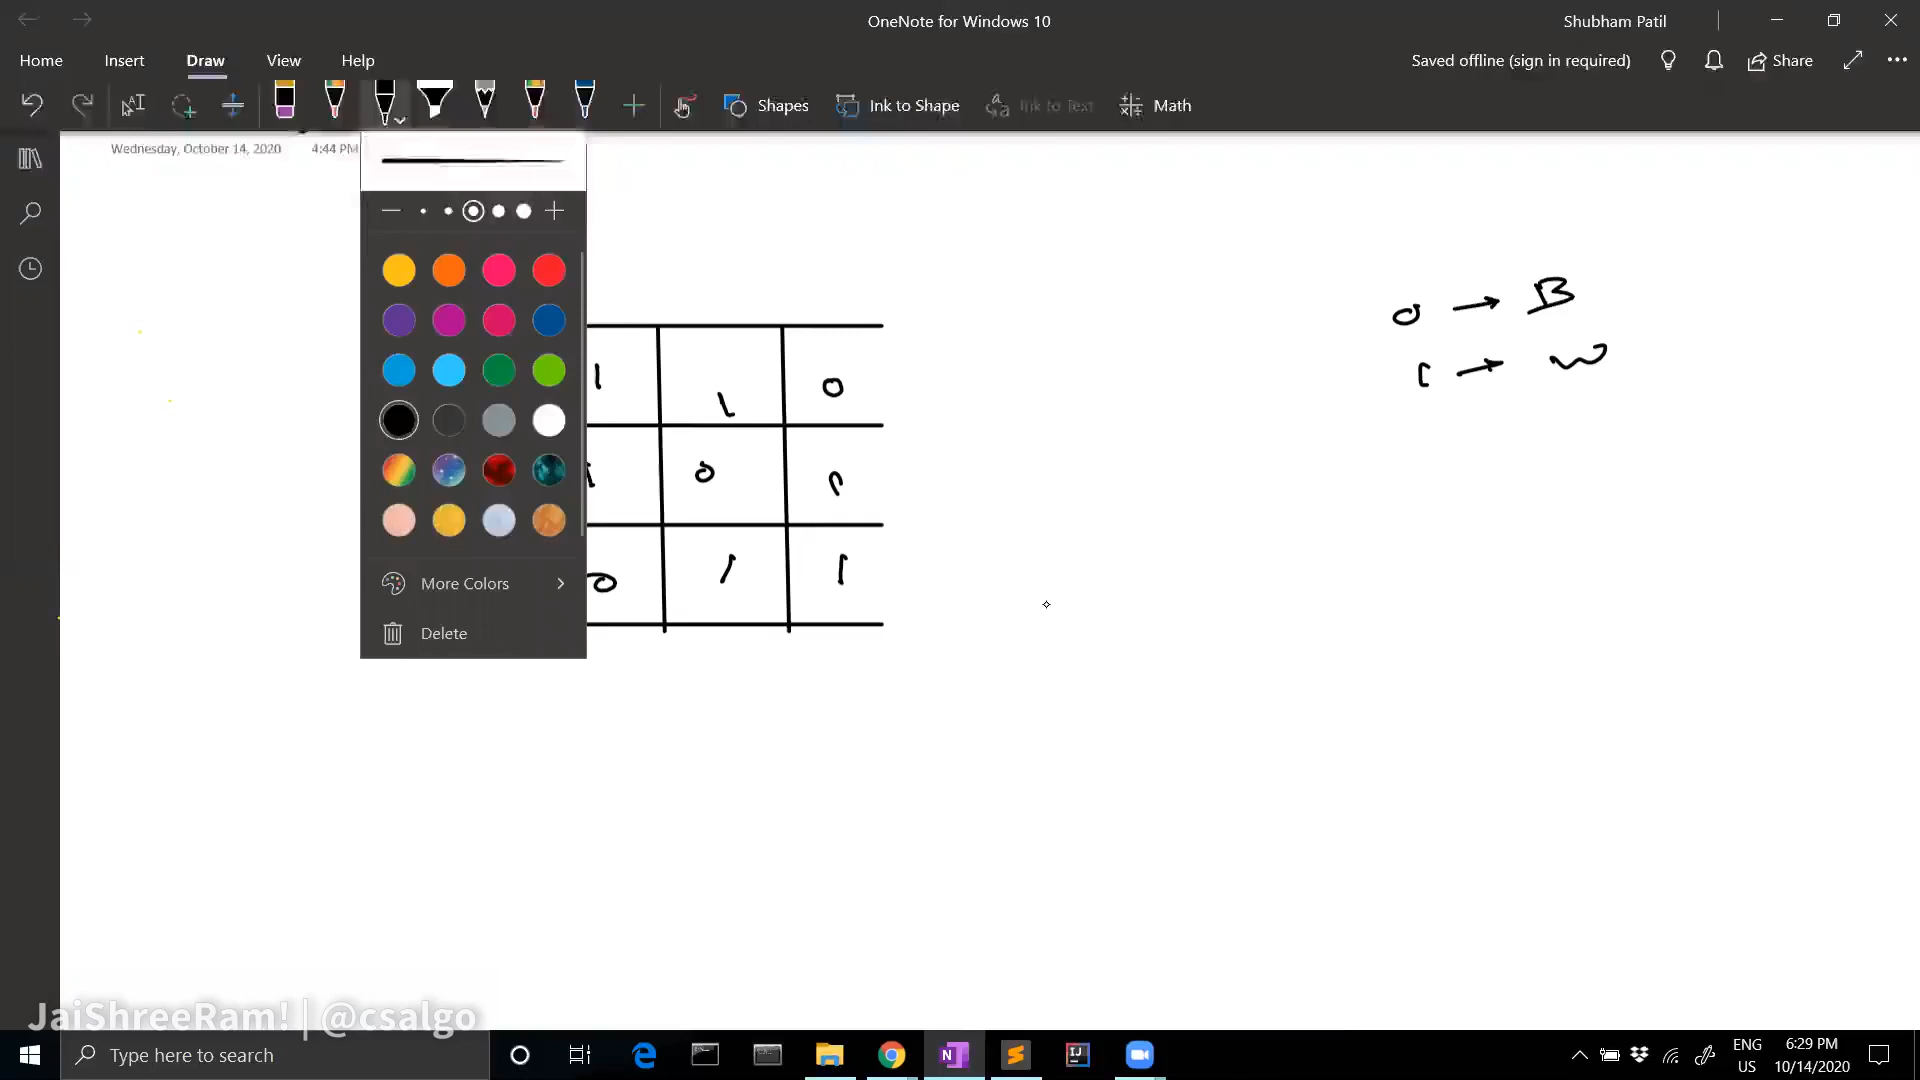 OneNote for Windows 10
Shubham Patil
Home Insert Draw View Help
Saved offline (sign in required)
Share
Shapes
Ink to Shape
Ink to Text
Math
Wednesday, October 14, 2020 4:44 PM
0 → B
1 → W
1 1 0
1 0 1
0 1 1
More Colors
Delete
JaiShreeRam! | @csalgo
Type here to search
ENG
US
6:29 PM
10/14/2020